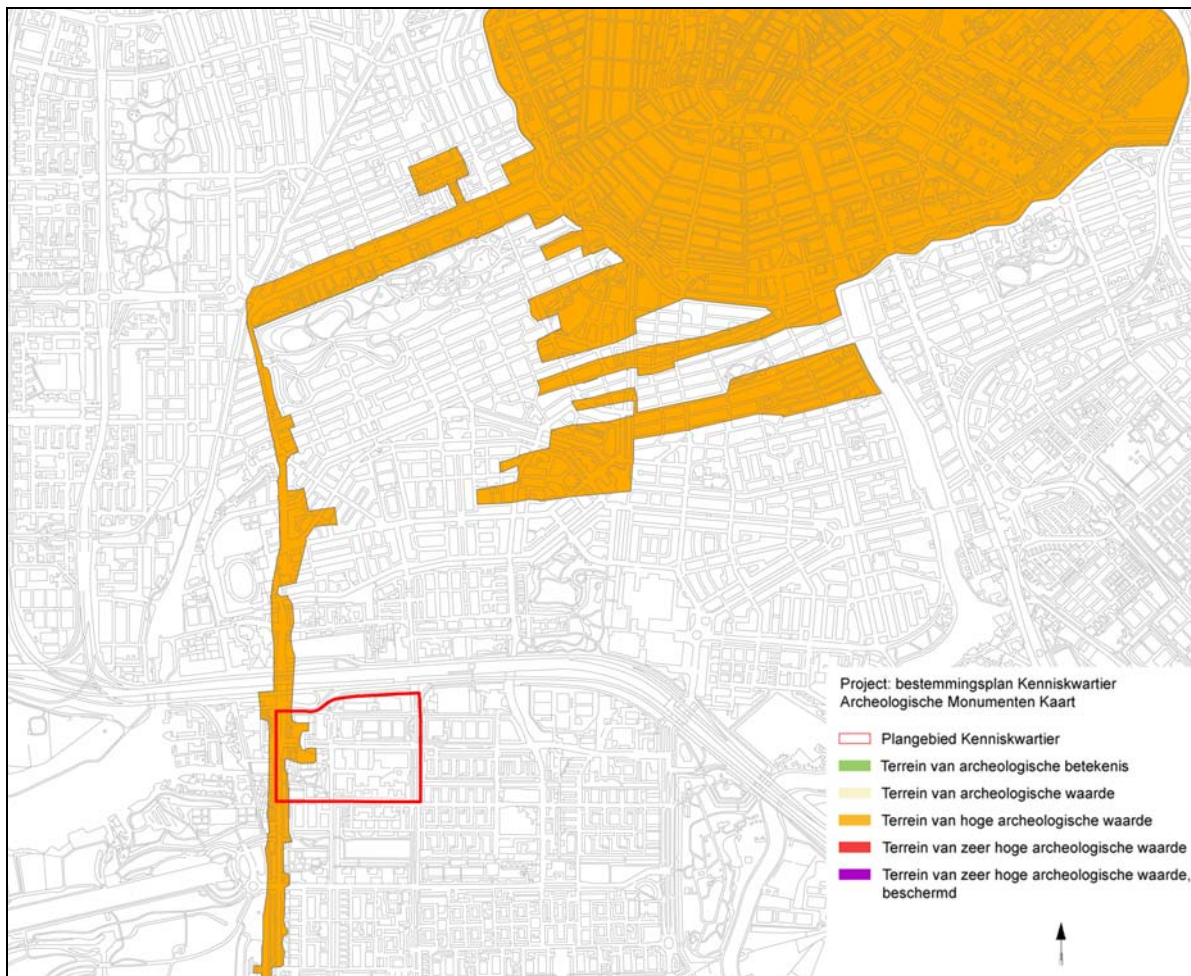 Project: bestemmingsplan Kenniskwartier
Archeologische Monumenten Kaart
Plangebied Kenniskwartier
Terrein van archeologische betekenis
Terrein van archeologische waarde
Terrein van hoge archeologische waarde
Terrein van zeer hoge archeologische waarde
Terrein van zeer hoge archeologische waarde,
beschermd